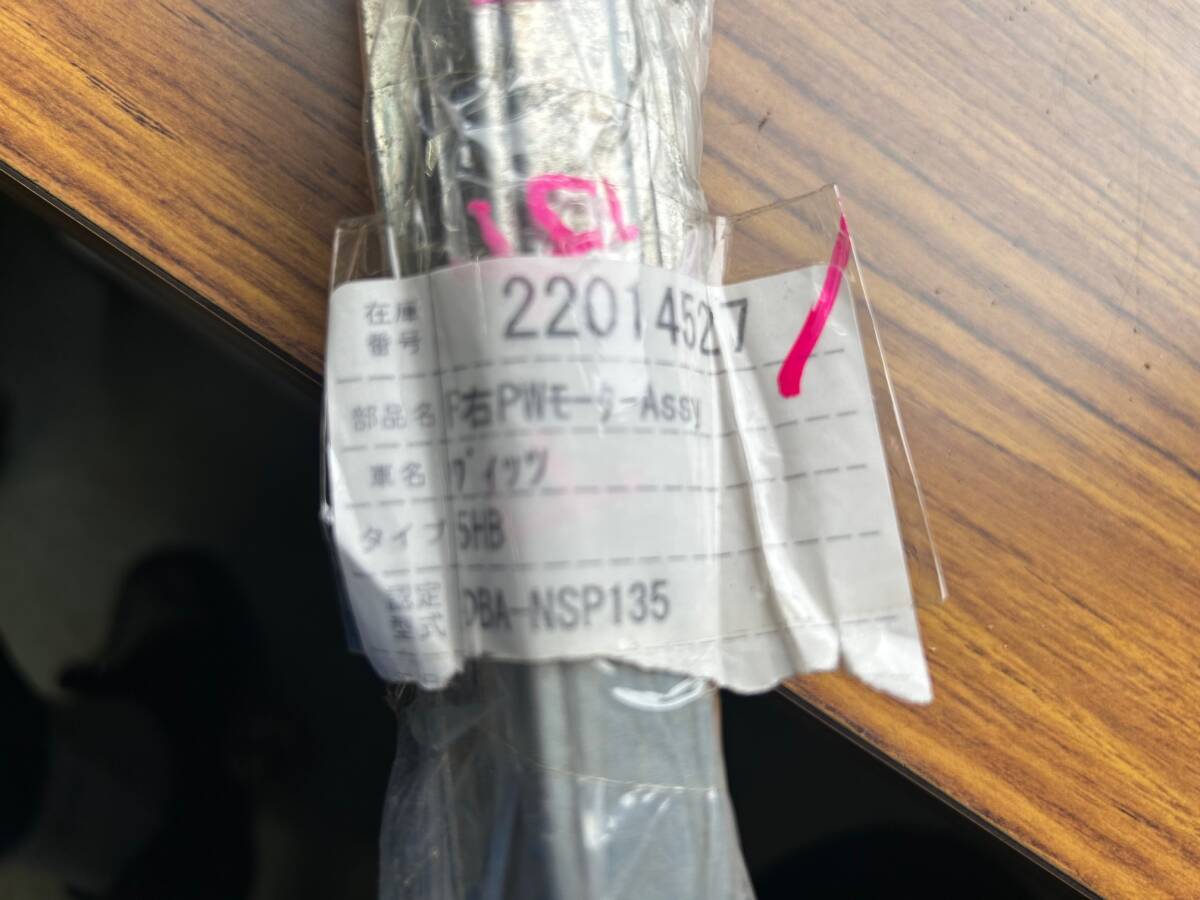 在庫番号 22014527
部品名 F右PWモーターAssy
車名 ヴィッツ
タイプ 5HB
認定型式 DBA-NSP135